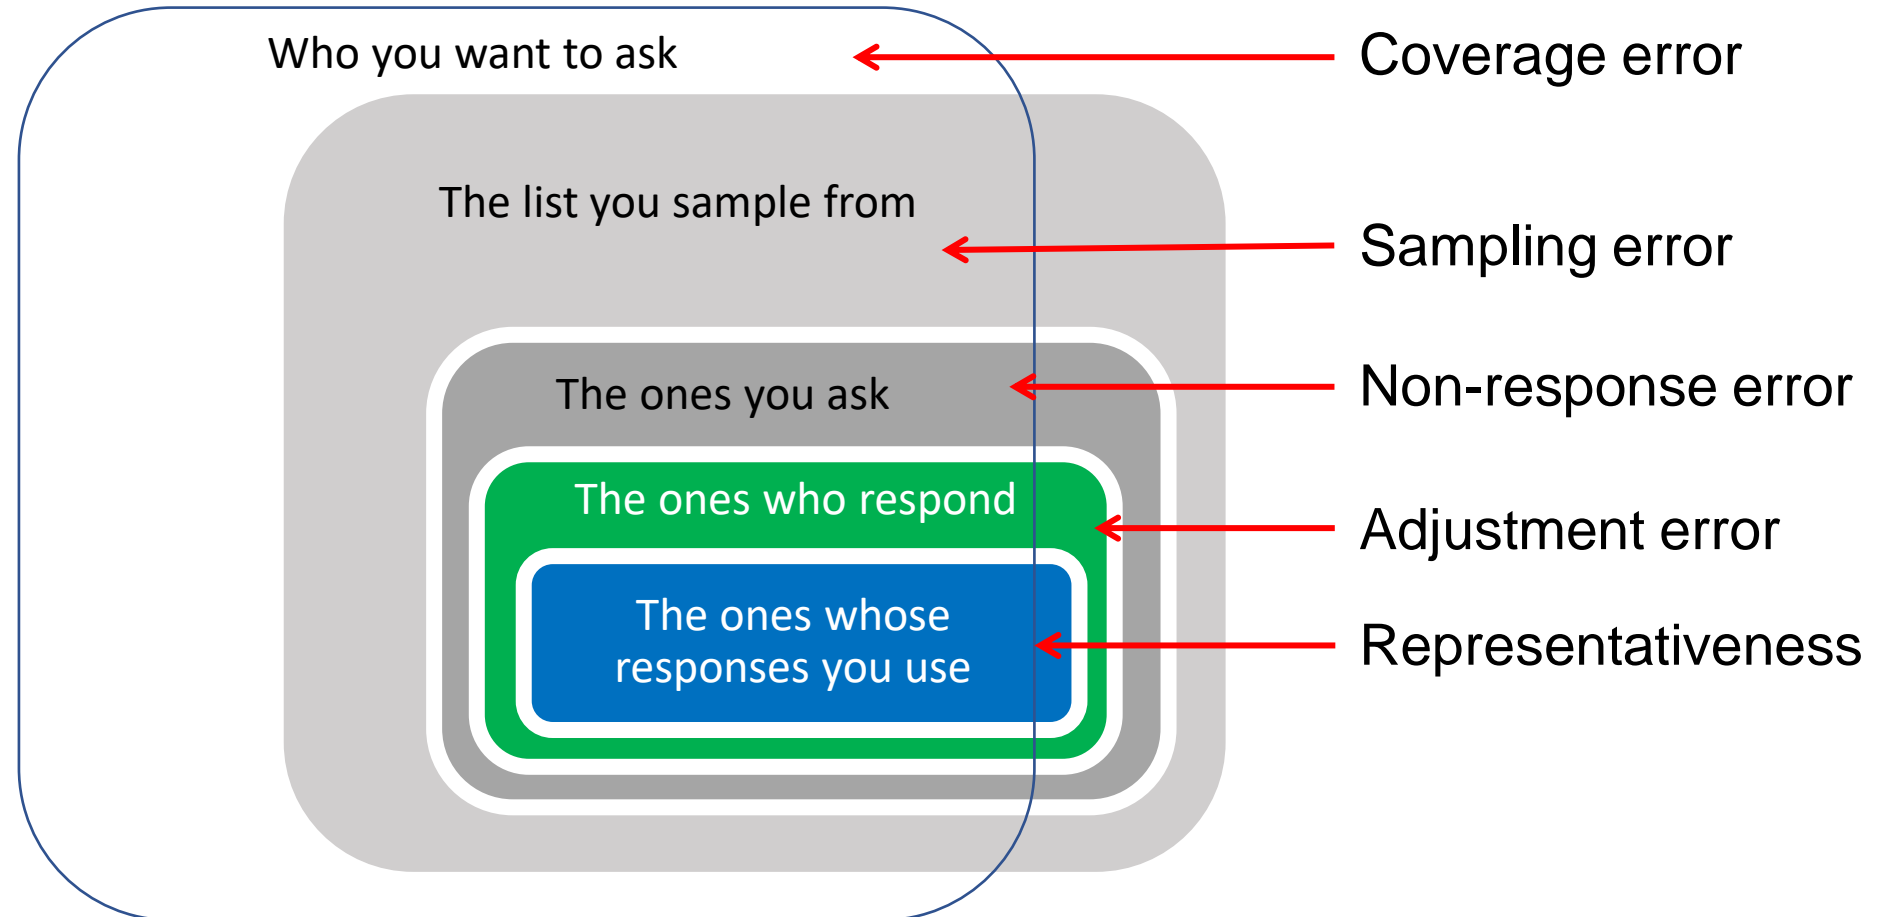 Who you want to ask
Coverage error
The list you sample from
Sampling error
The ones you ask
Non-response error
The ones who respond
Adjustment error
The ones whose
responses you use
Representativeness